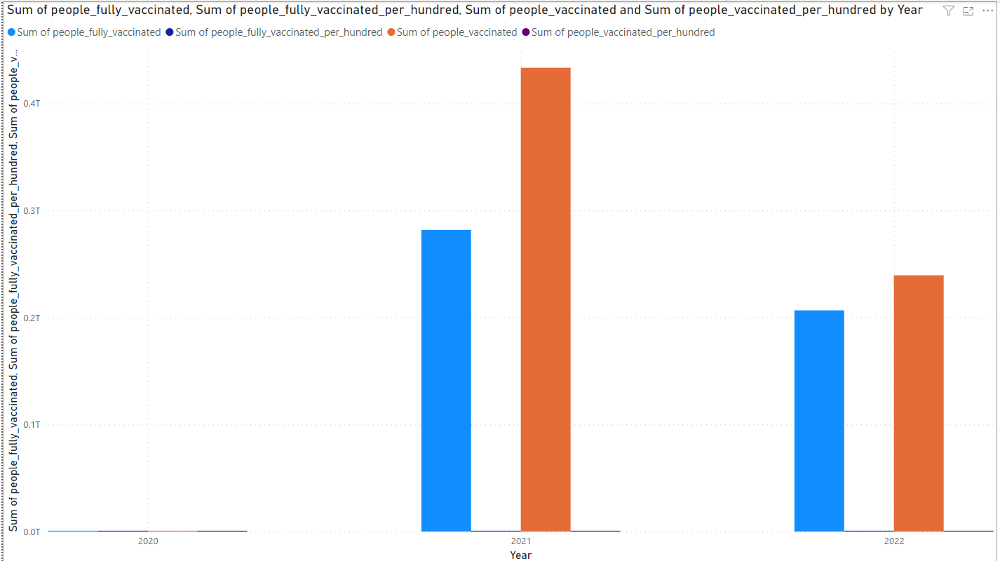 Sum of people_fully_vaccinated, Sum of people_fully_vaccinated_per_hundred, Sum of people_vaccinated and Sum of people_vaccinated_per_hundred by Year
Sum of people_fully_vaccinated Sum of people_fully_vaccinated_per_hundred Sum of people_vaccinated Sum of people_vaccinated_per_hundred
Sum of people_fully_vaccinated, Sum of people_fully_vaccinated_per_hundred, Sum of people_v...
0.4T
0.3T
0.2T
0.1T
0.0T
2020 2021 2022
Year